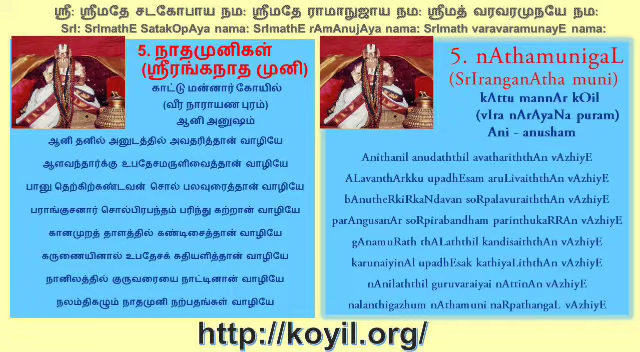 ஸ்ரீ: ஸ்ரீமதே சடகோபாய நம: ஸ்ரீமதே ராமாநுஜாய நம: ஸ்ரீமத் வரவரமுநயே நம:
SrI: SrImathE SatakOpAya nama: SrImathE rAmAnujAya nama: SrImath varavaramunayE nama:
5. நாதமுனிகள்
(ஸ்ரீரங்கநாத முனி)
காட்டு மன்னார் கோயில்
(வீர நாராயண புரம்)
ஆனி அனுஷம்
ஆனி தனில் அனுடத்தில் அவதரித்தான் வாழியே
ஆளவந்தார்க்கு உபதேசமருளிவைத்தான் வாழியே
பானு தெற்கிற்கண்டவன் சொல் பலவுரைத்தான் வாழியே
பராங்குசனார் சொல்பிரபந்தம் பரிந்து கற்றான் வாழியே
கானமுறத் தாளத்தில் கண்டிசைத்தான் வாழியே
கருணையினால் உபதேசக் கதியளித்தான் வாழியே
நானிலத்தில் குருவரையை நாட்டினான் வாழியே
நலம்திகழும் நாதமுனி நற்பதங்கள் வாழியே
5. nAthamunigaL
(SrIranganAtha muni)
kAttu mannAr kOil
(vIra nArAyaNa puram)
Ani - anusham
Anithanil anudaththil avathariththAn vAzhiyE
ALavanthArkku upadhEsam aruLivaiththAn vAzhiyE
bAnutheRkiRkaNdavan soRpalavuraiththAn vAzhiyE
parAngusanAr soRpirabandham parinthukaRRAn vAzhiyE
gAnamuRath thALaththil kandisaiththAn vAzhiyE
karunaiyinAl upadhEsak kathiyaLiththAn vAzhiyE
nAnilaththil guruvaraiyai nAttinAn vAzhiyE
nalanthigazhum nAthamuni naRpathangaL vAzhiyE
http://koyil.org/